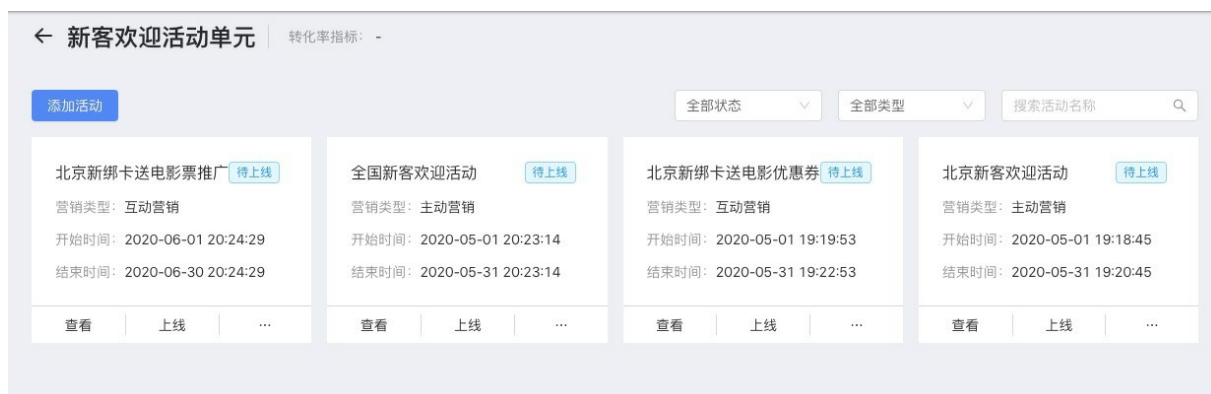 ← 新客欢迎活动单元 转化率指标: -
添加活动 全部状态 全部类型 搜索活动名称
北京新绑卡送电影票推广 待上线
营销类型: 互动营销
开始时间: 2020-06-01 20:24:29
结束时间: 2020-06-30 20:24:29
查看 上线 ...
全国新客欢迎活动 待上线
营销类型: 主动营销
开始时间: 2020-05-01 20:23:14
结束时间: 2020-05-31 20:23:14
查看 上线 ...
北京新绑卡送电影优惠券 待上线
营销类型: 互动营销
开始时间: 2020-05-01 19:19:53
结束时间: 2020-05-31 19:22:53
查看 上线 ...
北京新客欢迎活动 待上线
营销类型: 主动营销
开始时间: 2020-05-01 19:18:45
结束时间: 2020-05-31 19:20:45
查看 上线 ...